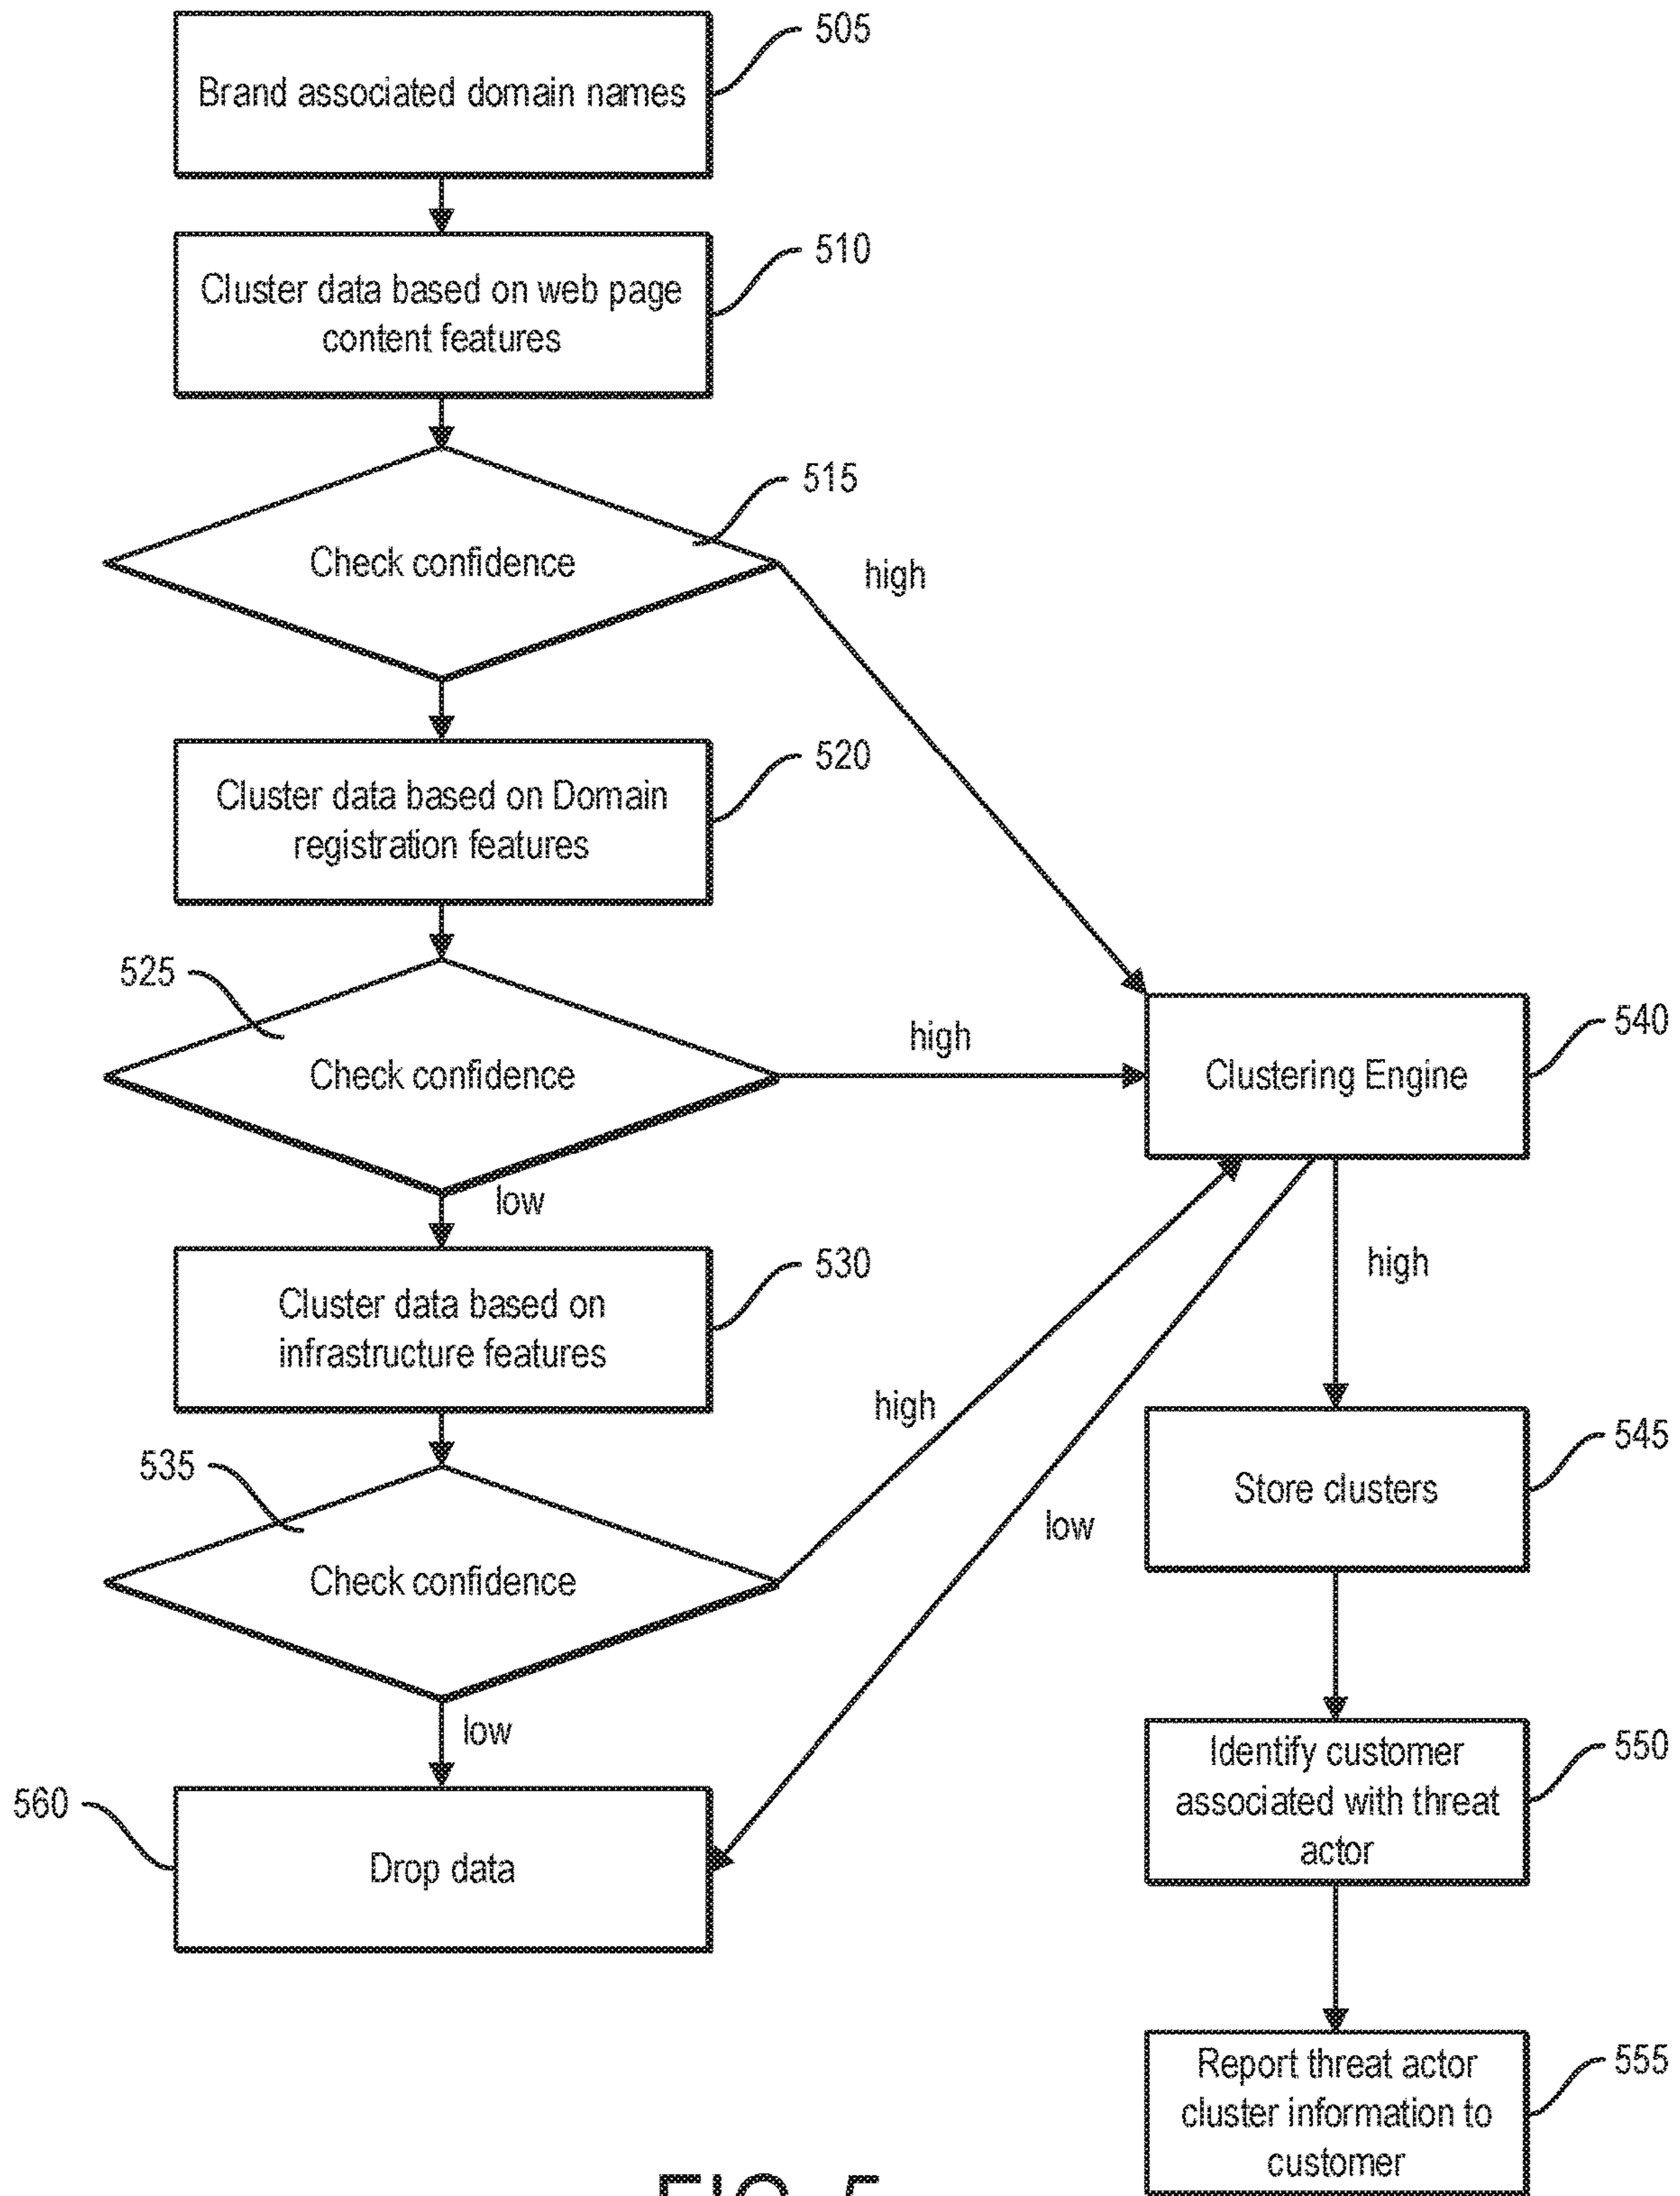 Brand associated domain names
505
Cluster data based on web page
content features
510
Check confidence
515
high
Cluster data based on Domain
registration features
520
525
Check confidence
high
low
Clustering Engine
540
Cluster data based on
infrastructure features
530
high
high
535
Check confidence
low
low
Store clusters
545
560
Drop data
Identify customer
associated with threat
actor
550
Report threat actor
cluster information to
customer
555
FIG. 5